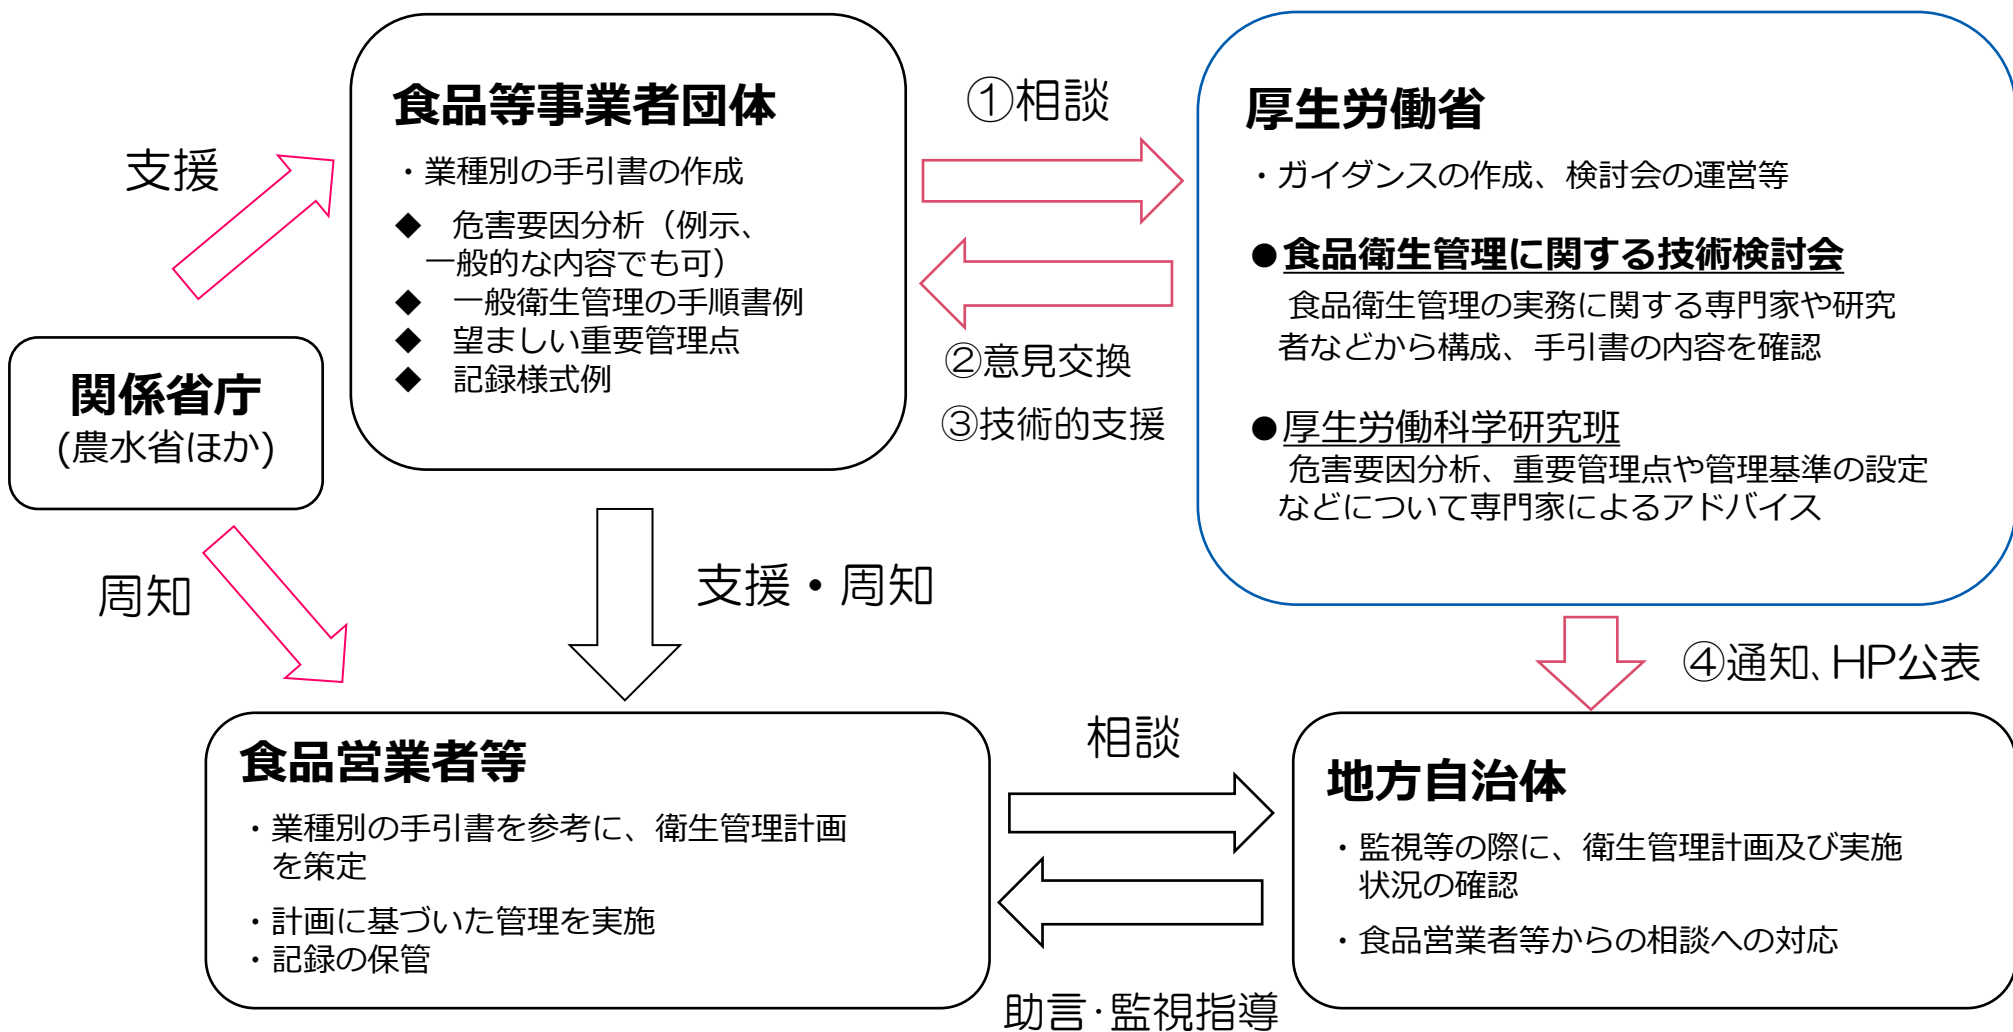 食品等事業者団体
・業種別の手引書の作成
◆ 危害要因分析（例示、
一般的な内容でも可）
◆ 一般衛生管理の手順書例
◆ 望ましい重要管理点
◆ 記録様式例
①相談
②意見交換
③技術的支援
厚生労働省
・ガイダンスの作成、検討会の運営等
●食品衛生管理に関する技術検討会
食品衛生管理の実務に関する専門家や研究
者などから構成、手引書の内容を確認
●厚生労働科学研究班
危害要因分析、重要管理点や管理基準の設定
などについて専門家によるアドバイス
支援
関係省庁
(農水省ほか)
周知
支援・周知
④通知、HP公表
食品営業者等
・業種別の手引書を参考に、衛生管理計画
を策定
・計画に基づいた管理を実施
・記録の保管
相談
助言・監視指導
地方自治体
・監視等の際に、衛生管理計画及び実施
状況の確認
・食品営業者等からの相談への対応